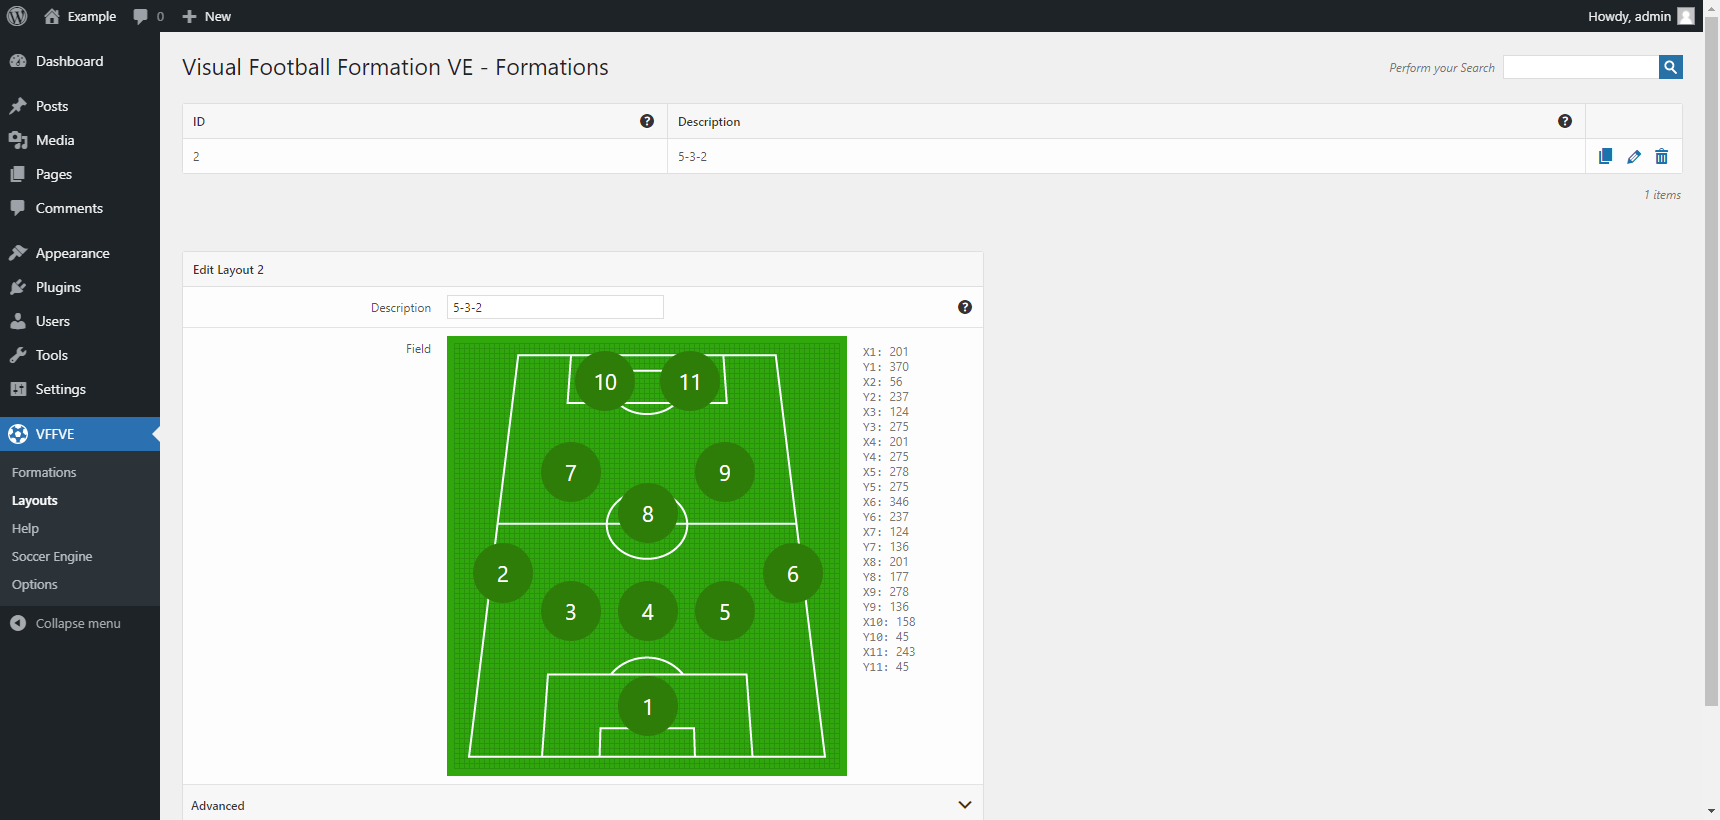 Example 0 New Howdy, admin
Dashboard
Posts
Media
Pages
Comments
Appearance
Plugins
Users
Tools
Settings
VFFVE
Formations
Layouts
Help
Soccer Engine
Options
Collapse menu
Visual Football Formation VE - Formations
Perform your Search
ID ? Description ?
2 5-3-2
1 items
Edit Layout 2
Description 5-3-2 ?
Field
10 11
7 9
8
2 6
3 4 5
1
X1: 201
Y1: 370
X2: 56
Y2: 237
X3: 124
Y3: 275
X4: 201
Y4: 275
X5: 278
Y5: 275
X6: 346
Y6: 237
X7: 124
Y7: 136
X8: 201
Y8: 177
X9: 278
Y9: 136
X10: 158
Y10: 45
X11: 243
Y11: 45
Advanced